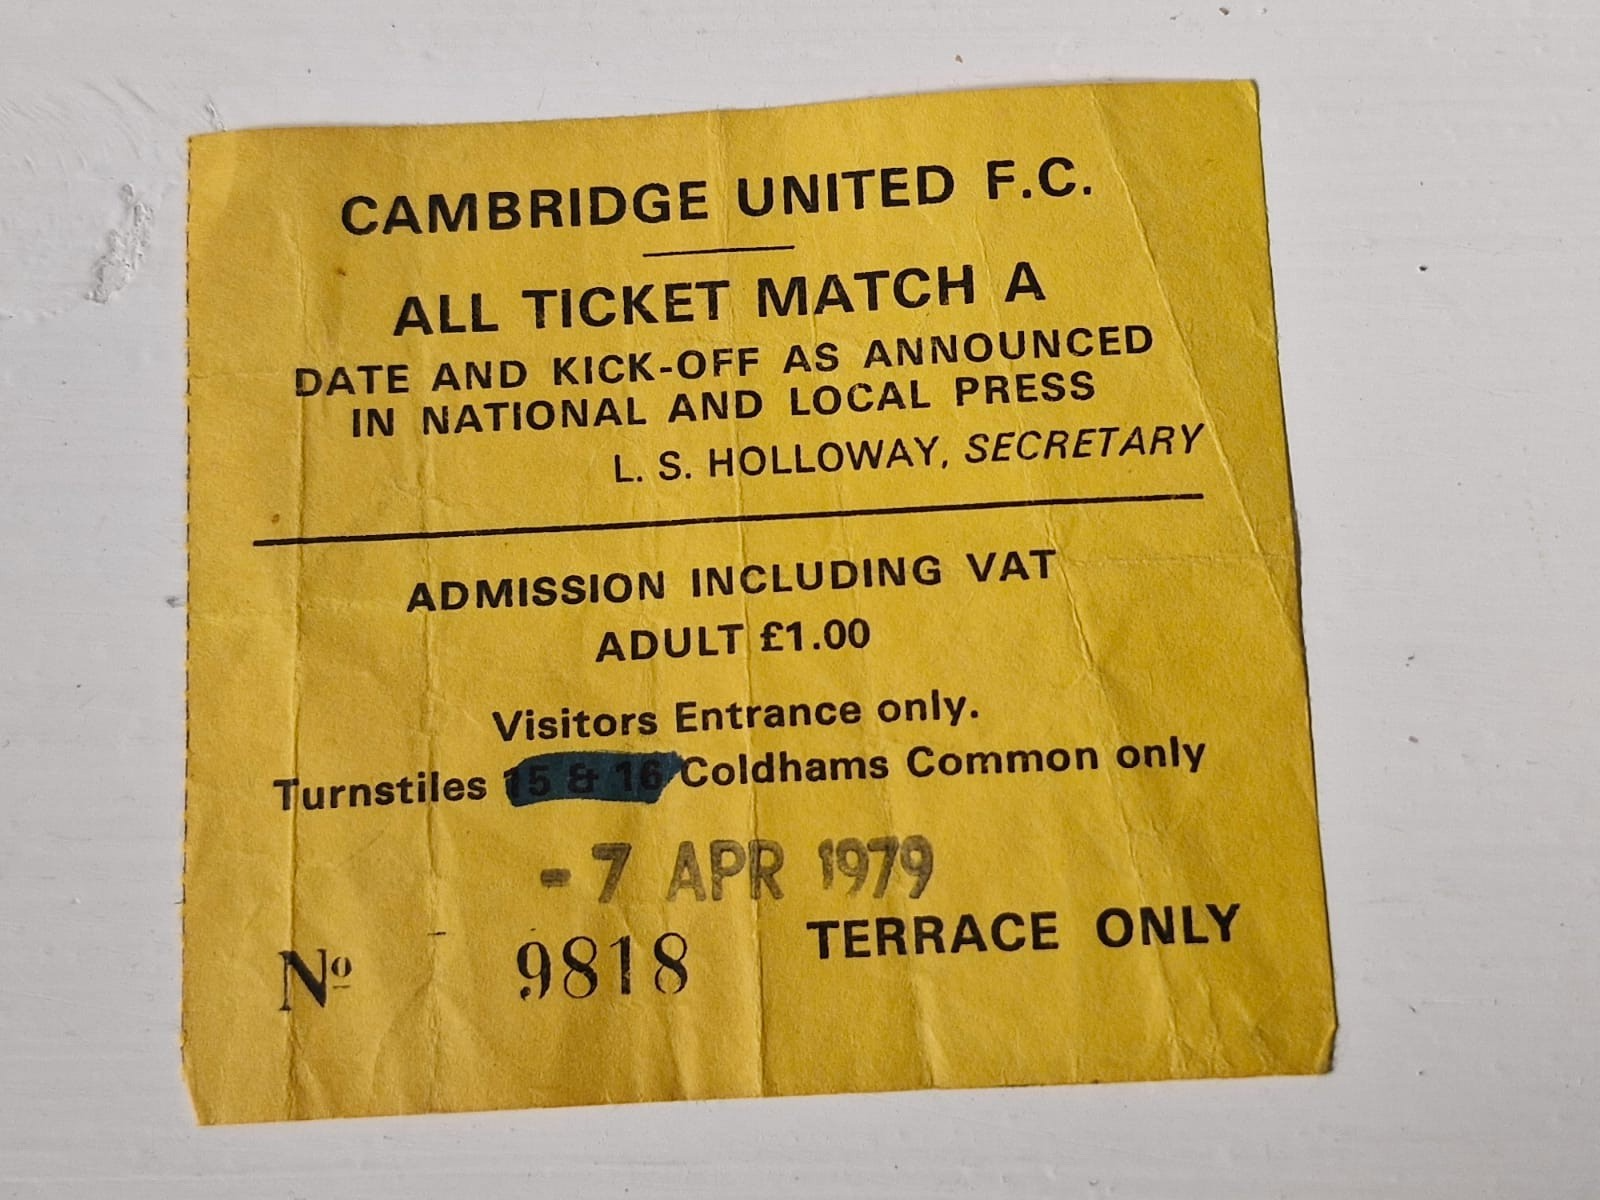 CAMBRIDGE UNITED F.C.
ALL TICKET MATCH A
DATE AND KICK-OFF AS ANNOUNCED
IN NATIONAL AND LOCAL PRESS
L. S. HOLLOWAY, SECRETARY
ADMISSION INCLUDING VAT
ADULT £1.00
Visitors Entrance only.
Turnstiles 15 & 16 Coldhams Common only
- 7 APR 1979
Nº 9818 TERRACE ONLY